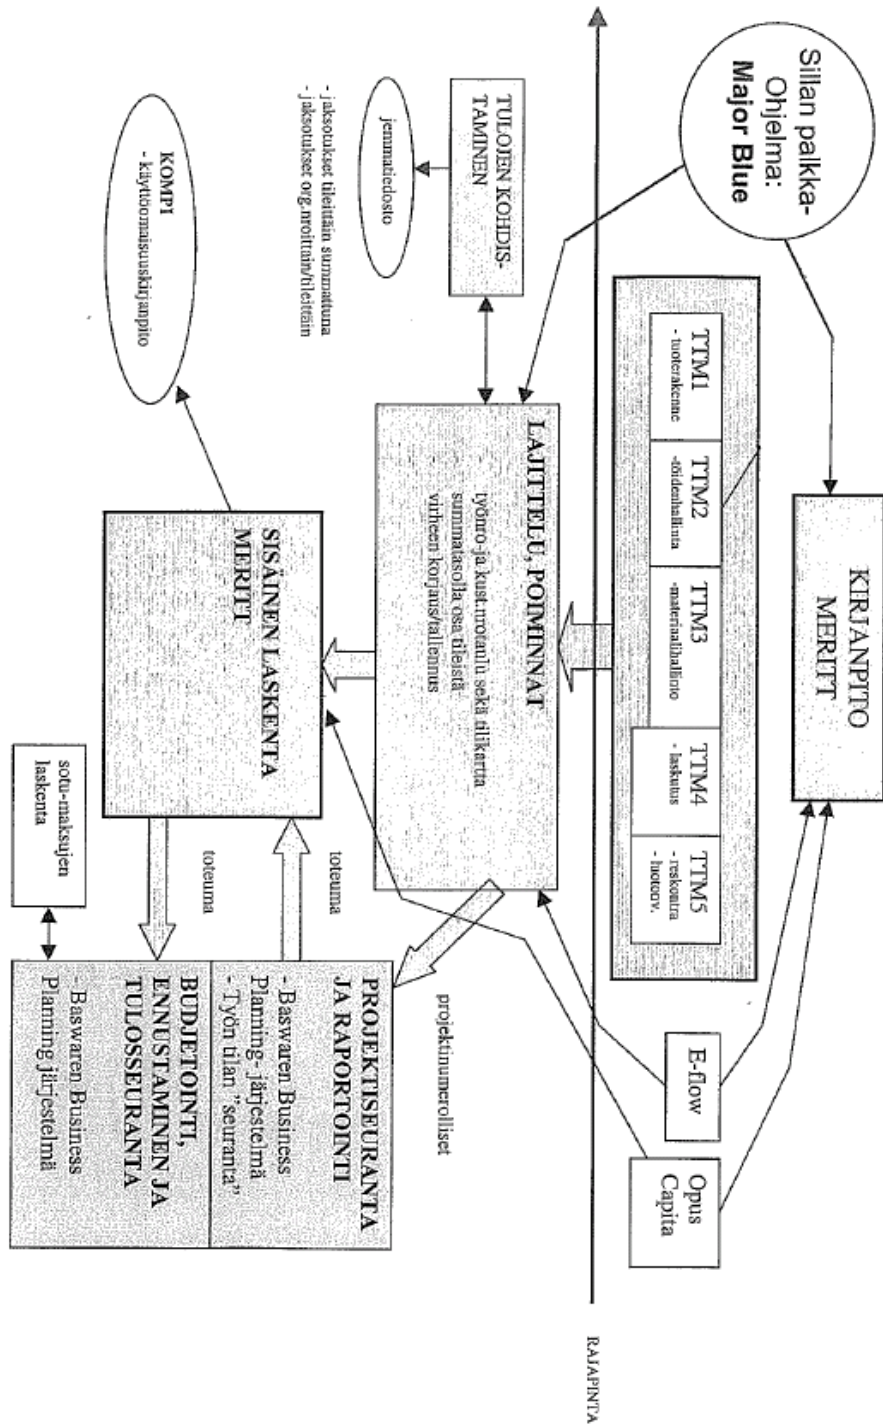 Sillan palkka-
Ohjelma:
Major Blue
KIRJANPITO
MERITT
E-flow
Opus
Capita
TTM1
- tuoterakenne
TTM2
-töidenhallinta
TTM3
-materiaalihallinto
TTM4
- laskutus
TTM5
- reskontra
- luotonv.
RAJAPINTA
TULOJEN KOHDIS-
TAMINEN
jemmatiedosto
- jaksotukset tileittäin summattuna
- jaksotukset org.nroittain/tileittäin
LAJITTELU, POIMINNAT
- työnro-ja kust.nrotaulu sekä tilikartta
- summatasolla osa tileistä
- virheen korjaus/tallennus
projektinumerolliset
KOMPI
- käyttöomaisuuskirjanpito
SISÄINEN LASKENTA
MERITT
toteuma
toteuma
PROJEKTISEURANTA
JA RAPORTOINTI
- Baswaren Business
Planning- järjestelmä
- Työn tilan "seuranta"
BUDJETOINTI,
ENNUSTAMINEN JA
TULOSSEURANTA
- Baswaren Business
Planning järjestelmä
sotu-maksujen
laskenta